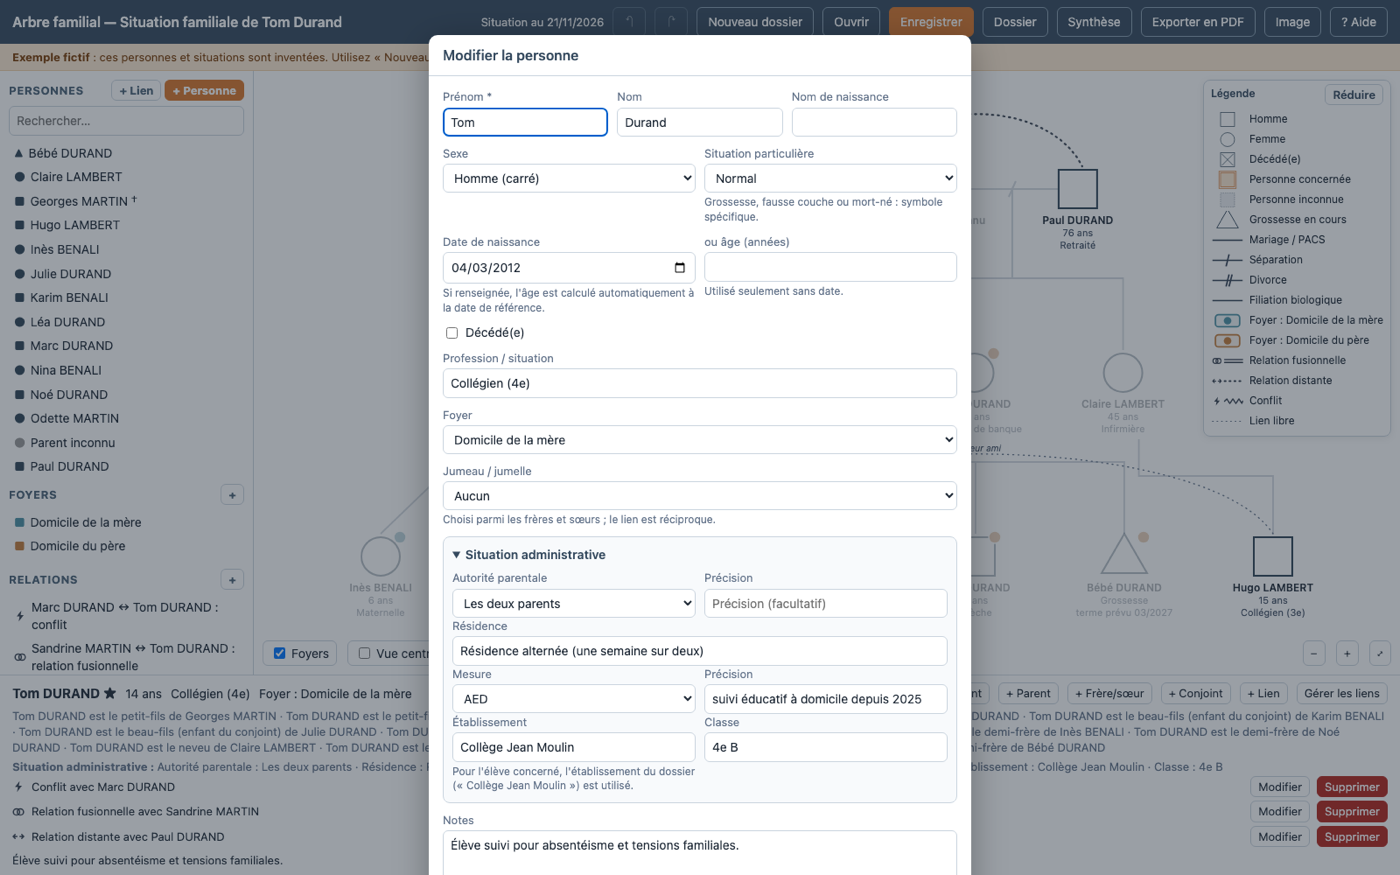 Arbre familial — Situation familiale de Tom Durand
Situation au 21/11/2026
Nouveau dossier
Ouvrir
Enregistrer
Dossier
Synthèse
Exporter en PDF
Image
? Aide
Exemple fictif : ces personnes et situations sont inventées. Utilisez « Nouveau
PERSONNES
+ Lien
+ Personne
Rechercher...
Bébé DURAND
Claire LAMBERT
Georges MARTIN †
Hugo LAMBERT
Inès BENALI
Julie DURAND
Karim BENALI
Léa DURAND
Marc DURAND
Nina BENALI
Noé DURAND
Odette MARTIN
Parent inconnu
Paul DURAND
FOYERS
+
Domicile de la mère
Domicile du père
RELATIONS
+
Marc DURAND ↔ Tom DURAND :
conflit
Sandrine MARTIN ↔ Tom DURAND :
relation fusionnelle
Inès BENALI
6 ans
Maternelle
Foyers
Vue centr
Modifier la personne
Prénom *
Nom
Nom de naissance
Tom
Durand
Sexe
Situation particulière
Homme (carré)
Normal
Grossesse, fausse couche ou mort-né : symbole
spécifique.
Date de naissance
ou âge (années)
04/03/2012
Si renseignée, l'âge est calculé automatiquement à
la date de référence.
Utilisé seulement sans date.
Décédé(e)
Profession / situation
Collégien (4e)
Foyer
Domicile de la mère
Jumeau / jumelle
Aucun
Choisi parmi les frères et sœurs ; le lien est réciproque.
▼ Situation administrative
Autorité parentale
Précision
Les deux parents
Précision (facultatif)
Résidence
Résidence alternée (une semaine sur deux)
Mesure
Précision
AED
suivi éducatif à domicile depuis 2025
Établissement
Classe
Collège Jean Moulin
4e B
Pour l'élève concerné, l'établissement du dossier
(« Collège Jean Moulin ») est utilisé.
Notes
Élève suivi pour absentéisme et tensions familiales.
nu
Paul DURAND
76 ans
Retraité
DURAND
ans
de banque
Claire LAMBERT
45 ans
Infirmière
eur ami
DURAND
ans
èche
Bébé DURAND
Grossesse
terme prévu 03/2027
Hugo LAMBERT
15 ans
Collégien (3e)
Légende
Réduire
Homme
Femme
Décédé(e)
Personne concernée
Personne inconnue
Grossesse en cours
Mariage / PACS
Séparation
Divorce
Filiation biologique
Foyer : Domicile de la mère
Foyer : Domicile du père
Relation fusionnelle
Relation distante
Conflit
Lien libre
−
+
Tom DURAND ★ 14 ans Collégien (4e) Foyer : Domicile de la mère
nt
+ Parent
+ Frère/sœur
+ Conjoint
+ Lien
Gérer les liens
Tom DURAND est le petit-fils de Georges MARTIN · Tom DURAND est le petit-f
DURAND · Tom DURAND est le beau-fils (enfant du conjoint) de Karim BENALI
· Tom DURAND est le beau-fils (enfant du conjoint) de Julie DURAND · Tom DU
le demi-frère de Inès BENALI · Tom DURAND est le demi-frère de Noé
DURAND · Tom DURAND est le neveu de Claire LAMBERT · Tom DURAND est le
mi-frère de Bébé DURAND
Situation administrative : Autorité parentale : Les deux parents · Résidence : R
blissement : Collège Jean Moulin · Classe : 4e B
Conflit avec Marc DURAND
Modifier
Supprimer
Relation fusionnelle avec Sandrine MARTIN
Modifier
Supprimer
Relation distante avec Paul DURAND
Modifier
Supprimer
Élève suivi pour absentéisme et tensions familiales.